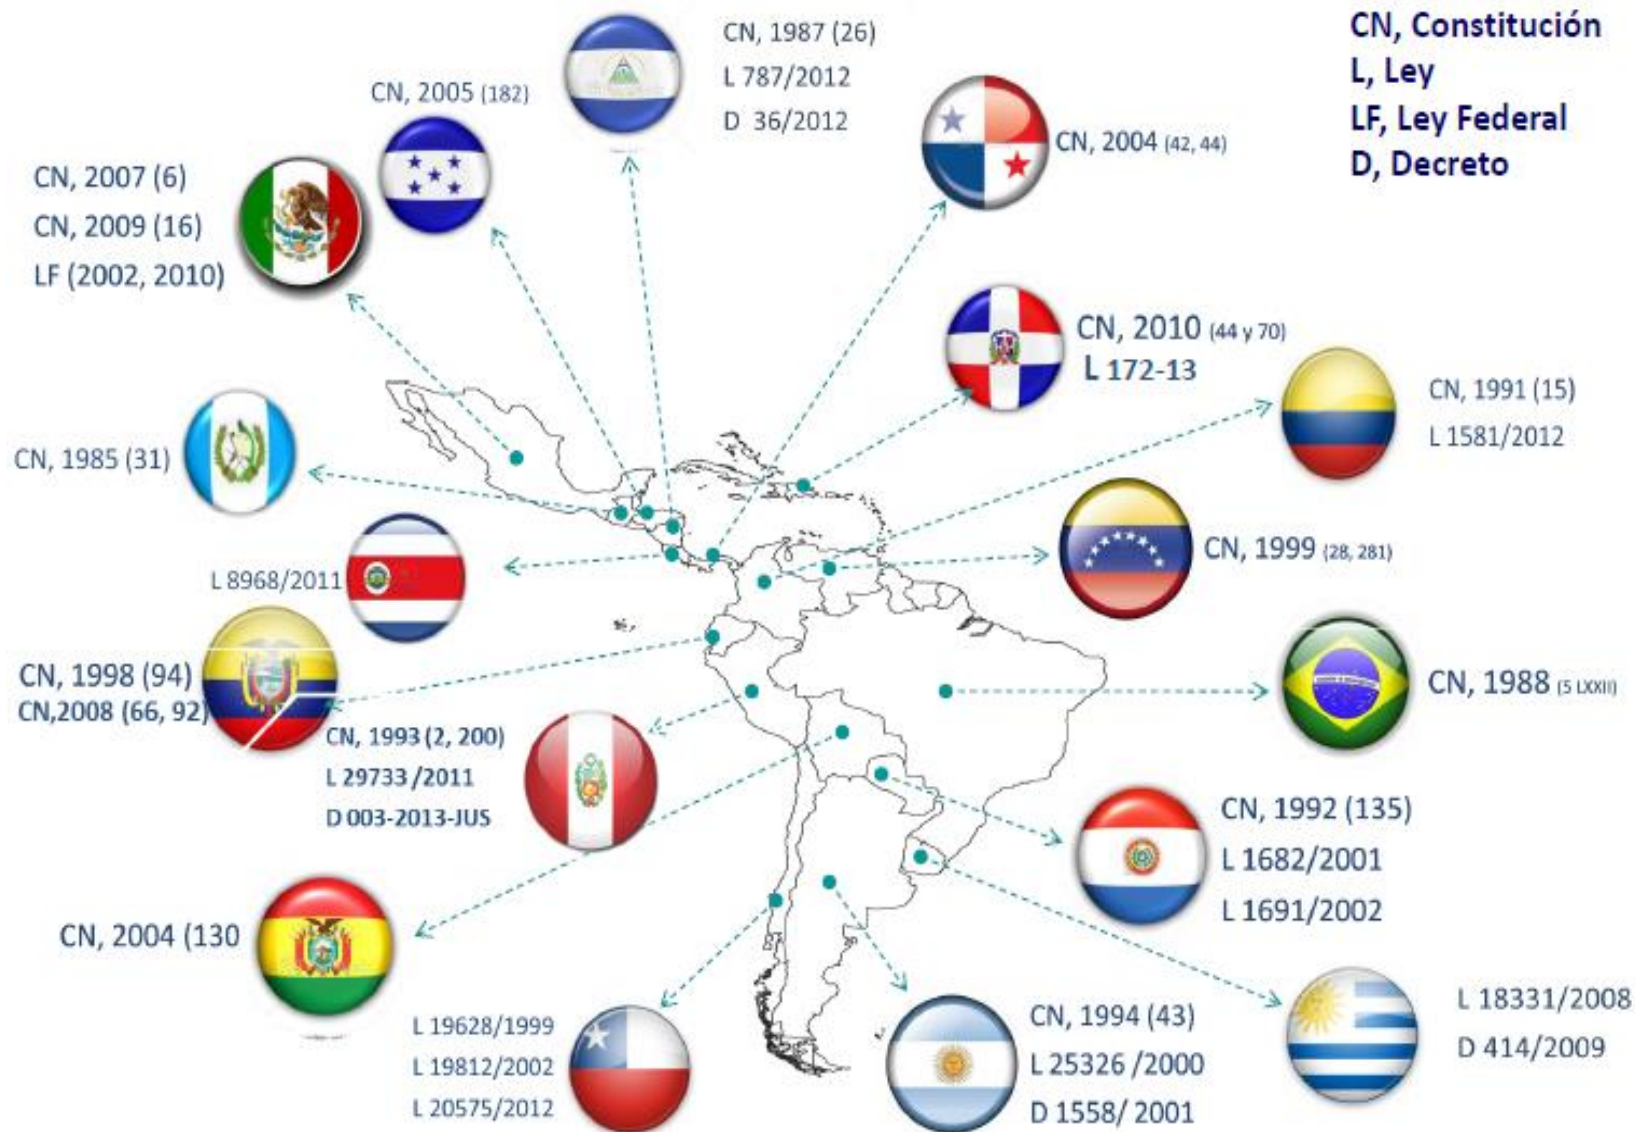 CN, Constitución
L, Ley
LF, Ley Federal
D, Decreto
CN, 1987 (26)
L 787/2012
D 36/2012
CN, 2005 (182)
CN, 2004 (42, 44)
CN, 2007 (6)
CN, 2009 (16)
LF (2002, 2010)
CN, 2010 (44 y 70)
L 172-13
CN, 1991 (15)
L 1581/2012
CN, 1985 (31)
CN, 1999 (28, 281)
L 8968/2011
CN, 1998 (94)
CN,2008 (66, 92)
CN, 1988 (5 LXXII)
CN, 1993 (2, 200)
L 29733 /2011
D 003-2013-JUS
CN, 1992 (135)
L 1682/2001
L 1691/2002
CN, 2004 (130
L 19628/1999
L 19812/2002
L 20575/2012
CN, 1994 (43)
L 25326 /2000
D 1558/ 2001
L 18331/2008
D 414/2009